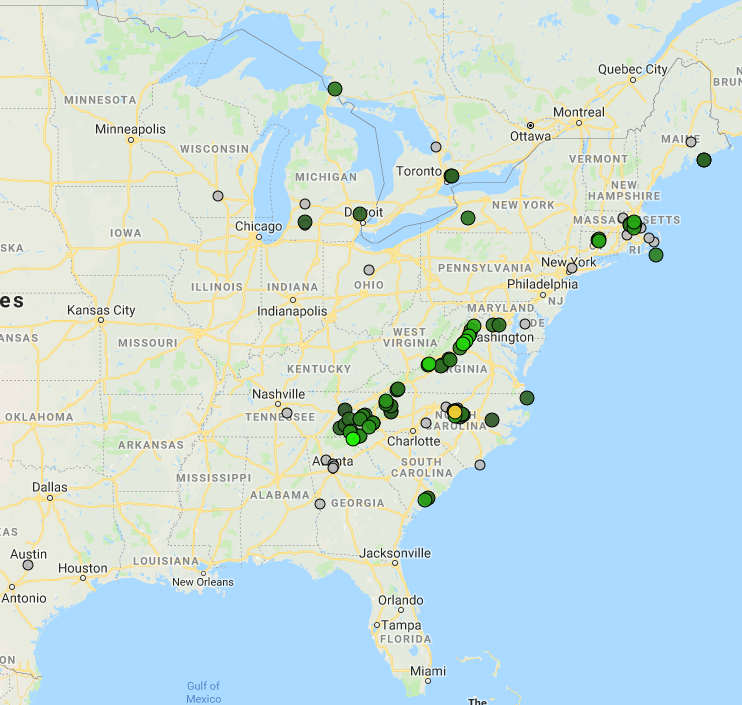 Quebec City
Montreal
Ottawa
MAINE
NEW
BRUN
MINNESOTA
Minneapolis
WISCONSIN
MICHIGAN
Toronto
VERMONT
NEW
HAMPSHIRE
NEW YORK
MASSACHUSETTS
RI
Detroit
Chicago
IOWA
New York
PENNSYLVANIA
Philadelphia
NJ
OHIO
ILLINOIS
INDIANA
Indianapolis
MARYLAND
DE
es
Kansas City
MISSOURI
WEST
VIRGINIA
Washington
KENTUCKY
VIRGINIA
Nashville
TENNESSEE
NORTH
CAROLINA
Charlotte
OKLAHOMA
ARKANSAS
Atlanta
SOUTH
CAROLINA
MISSISSIPPI
ALABAMA
GEORGIA
Dallas
Austin
Houston
Antonio
LOUISIANA
New Orleans
Jacksonville
Orlando
Tampa
FLORIDA
Miami
Gulf of
Mexico
The